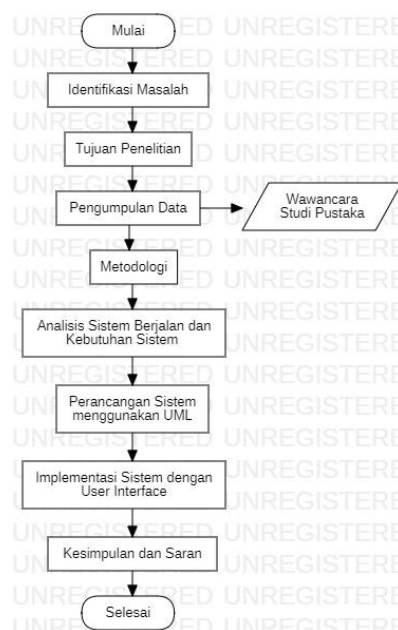 Mulai
Identifikasi Masalah
Tujuan Penelitian
Pengumpulan Data
Wawancara
Studi Pustaka
Metodologi
Analisis Sistem Berjalan dan
Kebutuhan Sistem
Perancangan Sistem
menggunakan UML
Implementasi Sistem dengan
User Interface
Kesimpulan dan Saran
Selesai
UNREGISTERED